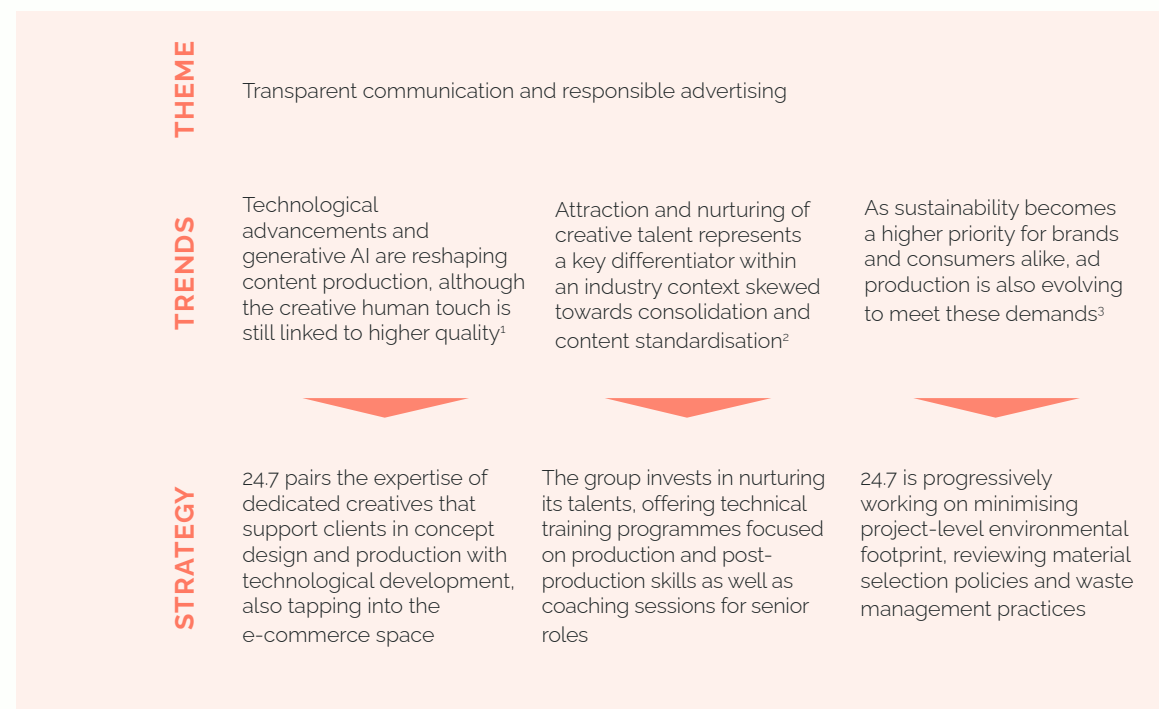 THEME
Transparent communication and responsible advertising
TRENDS
Technological
advancements and
generative AI are reshaping
content production, although
the creative human touch is
still linked to higher quality¹
Attraction and nurturing of
creative talent represents
a key differentiator within
an industry context skewed
towards consolidation and
content standardisation²
As sustainability becomes
a higher priority for brands
and consumers alike, ad
production is also evolving
to meet these demands³
STRATEGY
24.7 pairs the expertise of
dedicated creatives that
support clients in concept
design and production with
technological development,
also tapping into the
e-commerce space
The group invests in nurturing
its talents, offering technical
training programmes focused
on production and post-
production skills as well as
coaching sessions for senior
roles
24.7 is progressively
working on minimising
project-level environmental
footprint, reviewing material
selection policies and waste
management practices